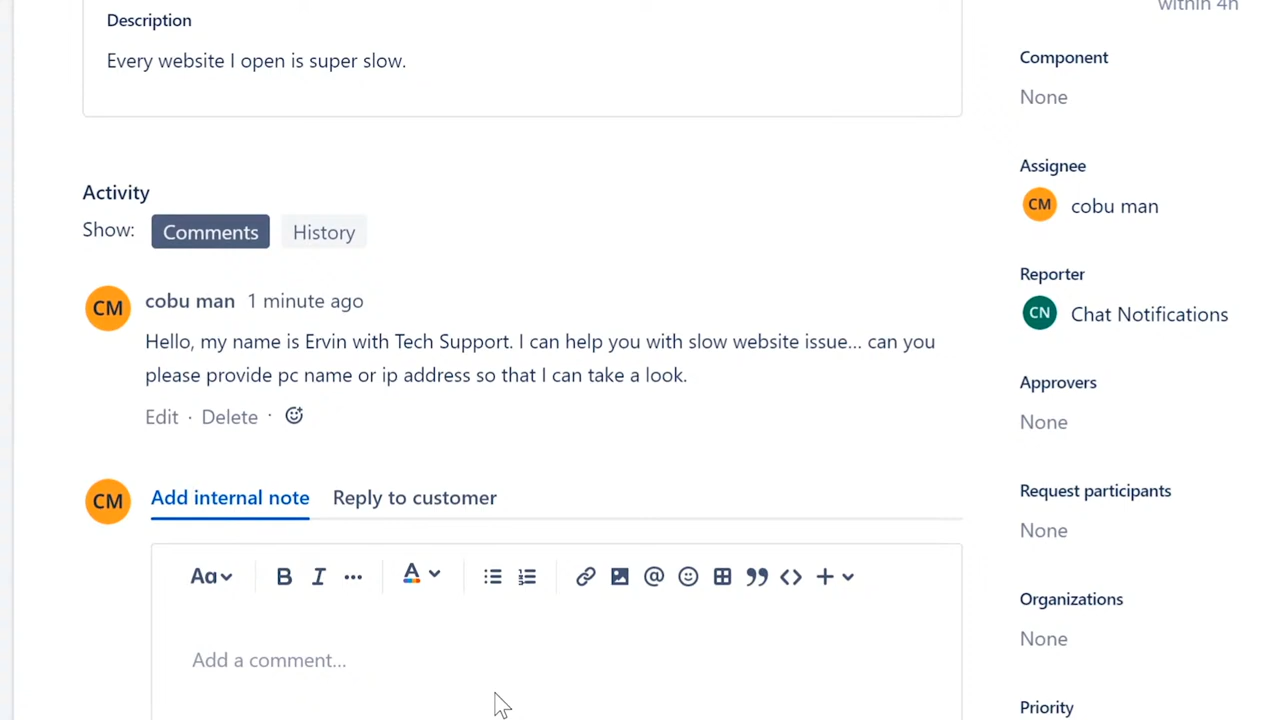 within 4h
Description
Every website I open is super slow.
Component
None
Activity
Assignee
Show: Comments History
CM cobu man
Reporter
CM cobu man 1 minute ago
CN Chat Notifications
Hello, my name is Ervin with Tech Support. I can help you with slow website issue... can you
please provide pc name or ip address so that I can take a look.
Approvers
Edit · Delete ·
None
CM Add internal note Reply to customer
Request participants
None
Aa B I ... A
Organizations
None
Add a comment...
Priority